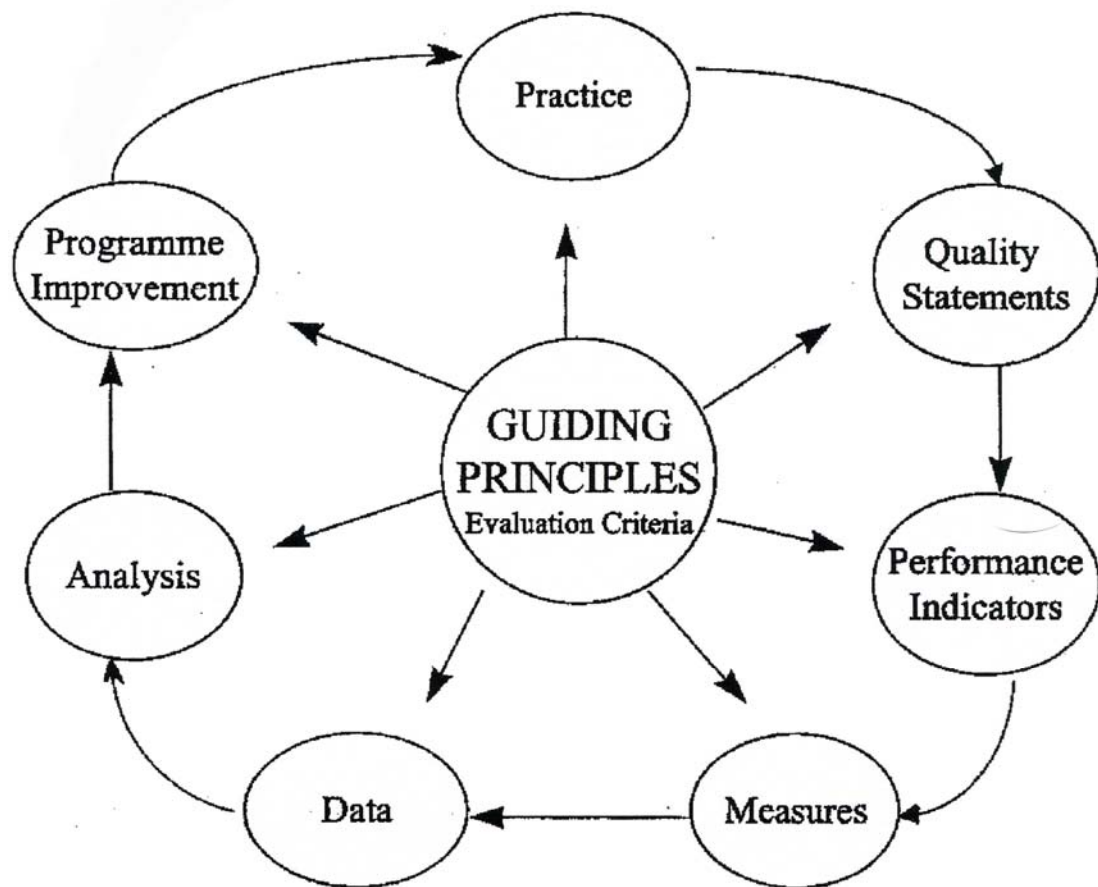 Practice
Programme
Improvement
Quality
Statements
GUIDING
PRINCIPLES
Evaluation Criteria
Analysis
Performance
Indicators
Data
Measures